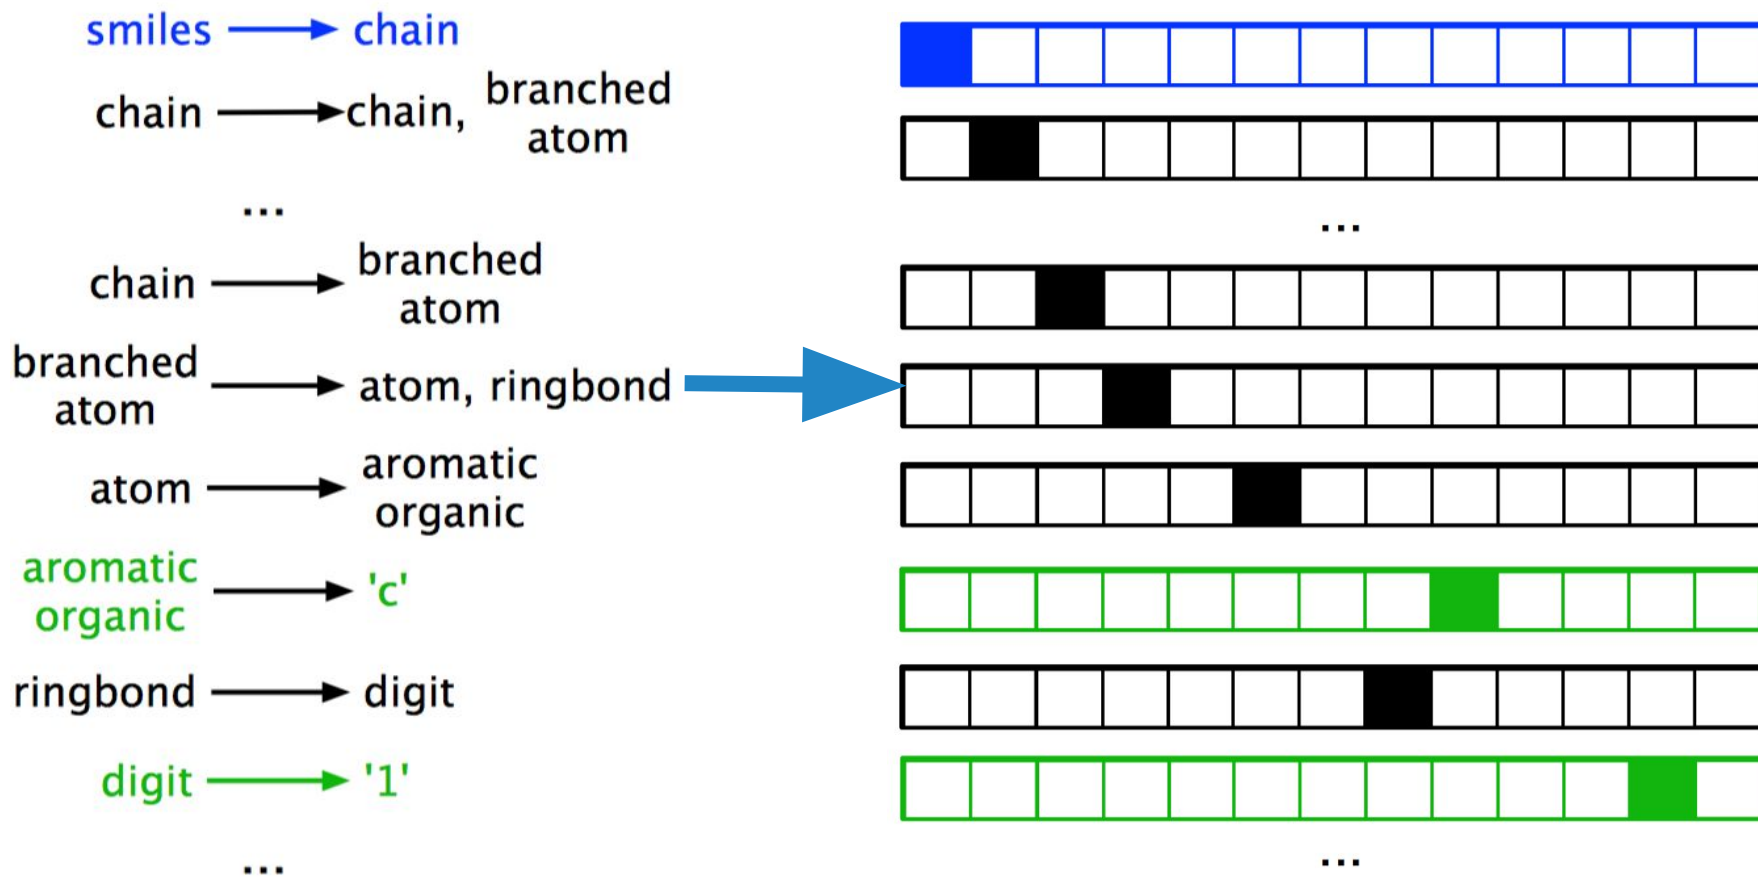 smiles → chain
chain → chain, branched
atom
...
...
chain → branched
atom
branched
atom → atom, ringbond
atom → aromatic
organic
aromatic
organic → 'c'
ringbond → digit
digit → '1'
...
...